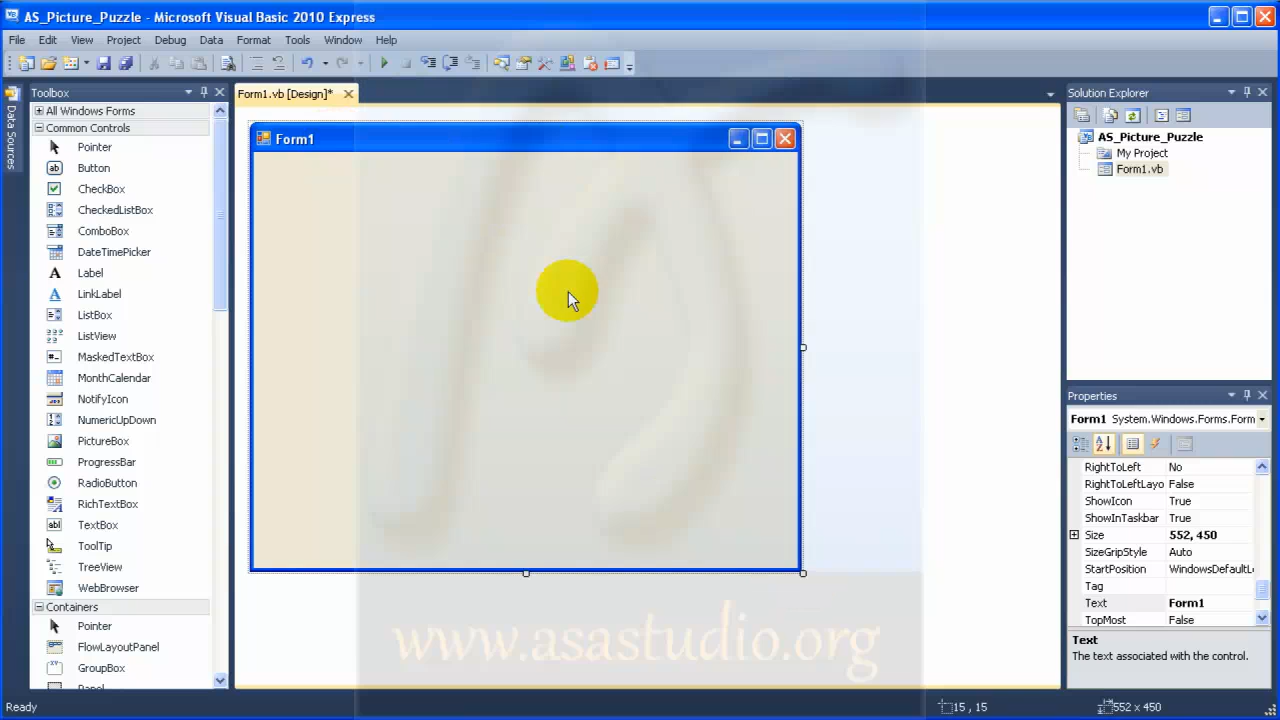 AS_Picture_Puzzle - Microsoft Visual Basic 2010 Express
File Edit View Project Debug Data Format Tools Window Help
Data Sources
Toolbox
All Windows Forms
Common Controls
Pointer
Button
CheckBox
CheckedListBox
ComboBox
DateTimePicker
Label
LinkLabel
ListBox
ListView
MaskedTextBox
MonthCalendar
NotifyIcon
NumericUpDown
PictureBox
ProgressBar
RadioButton
RichTextBox
TextBox
ToolTip
TreeView
WebBrowser
Containers
Pointer
FlowLayoutPanel
GroupBox
Form1.vb [Design]*
Form1
www.asastudio.org
Solution Explorer
AS_Picture_Puzzle
My Project
Form1.vb
Properties
Form1 System.Windows.Forms.Form
RightToLeft No
RightToLeftLayo False
ShowIcon True
ShowInTaskbar True
Size 552, 450
SizeGripStyle Auto
StartPosition WindowsDefaultL
Tag
Text Form1
TopMost False
Text
The text associated with the control.
Ready 15 , 15 552 x 450